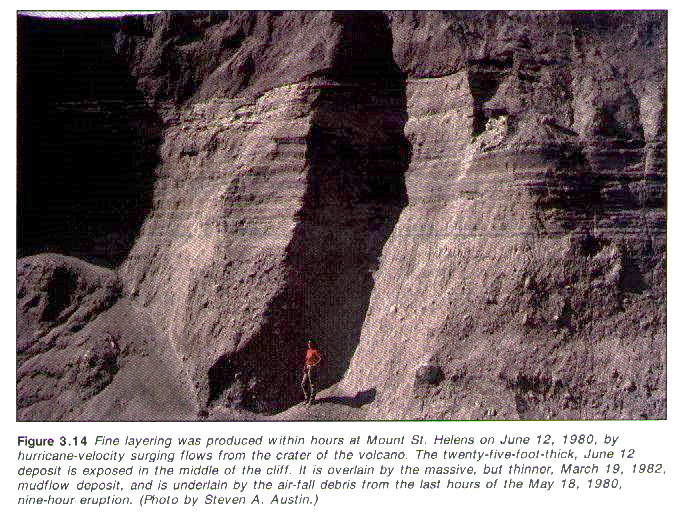 Figure 3.14 Fine layering was produced within hours at Mount St. Helens on June 12, 1980, by
hurricane-velocity surging flows from the crater of the volcano. The twenty-five-foot-thick, June 12
deposit is exposed in the middle of the cliff. It is overlain by the massive, but thinner, March 19, 1982,
mudflow deposit, and is underlain by the air-fall debris from the last hours of the May 18, 1980,
nine-hour eruption. (Photo by Steven A. Austin.)